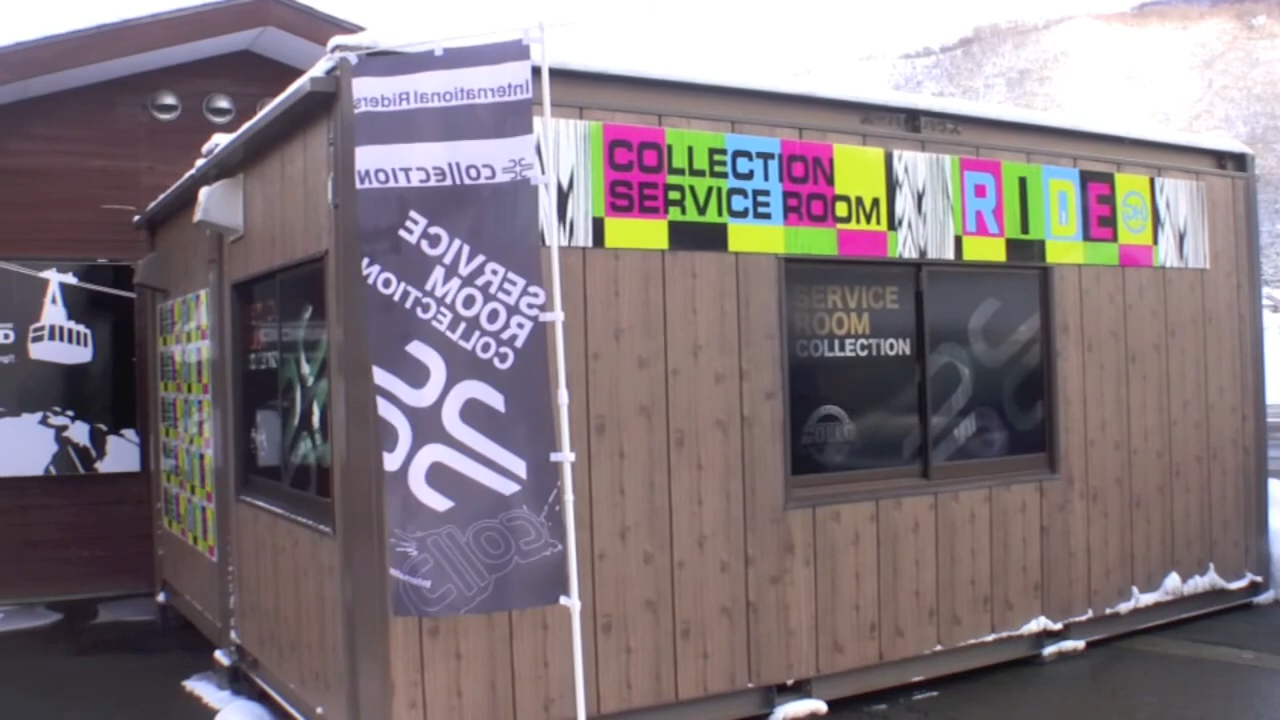 International Riders
COLLECTION
SERVICE
ROOM
COLLECTION
COLLECTION
SERVICE ROOM
RIDE
SERVICE
ROOM
COLLECTION